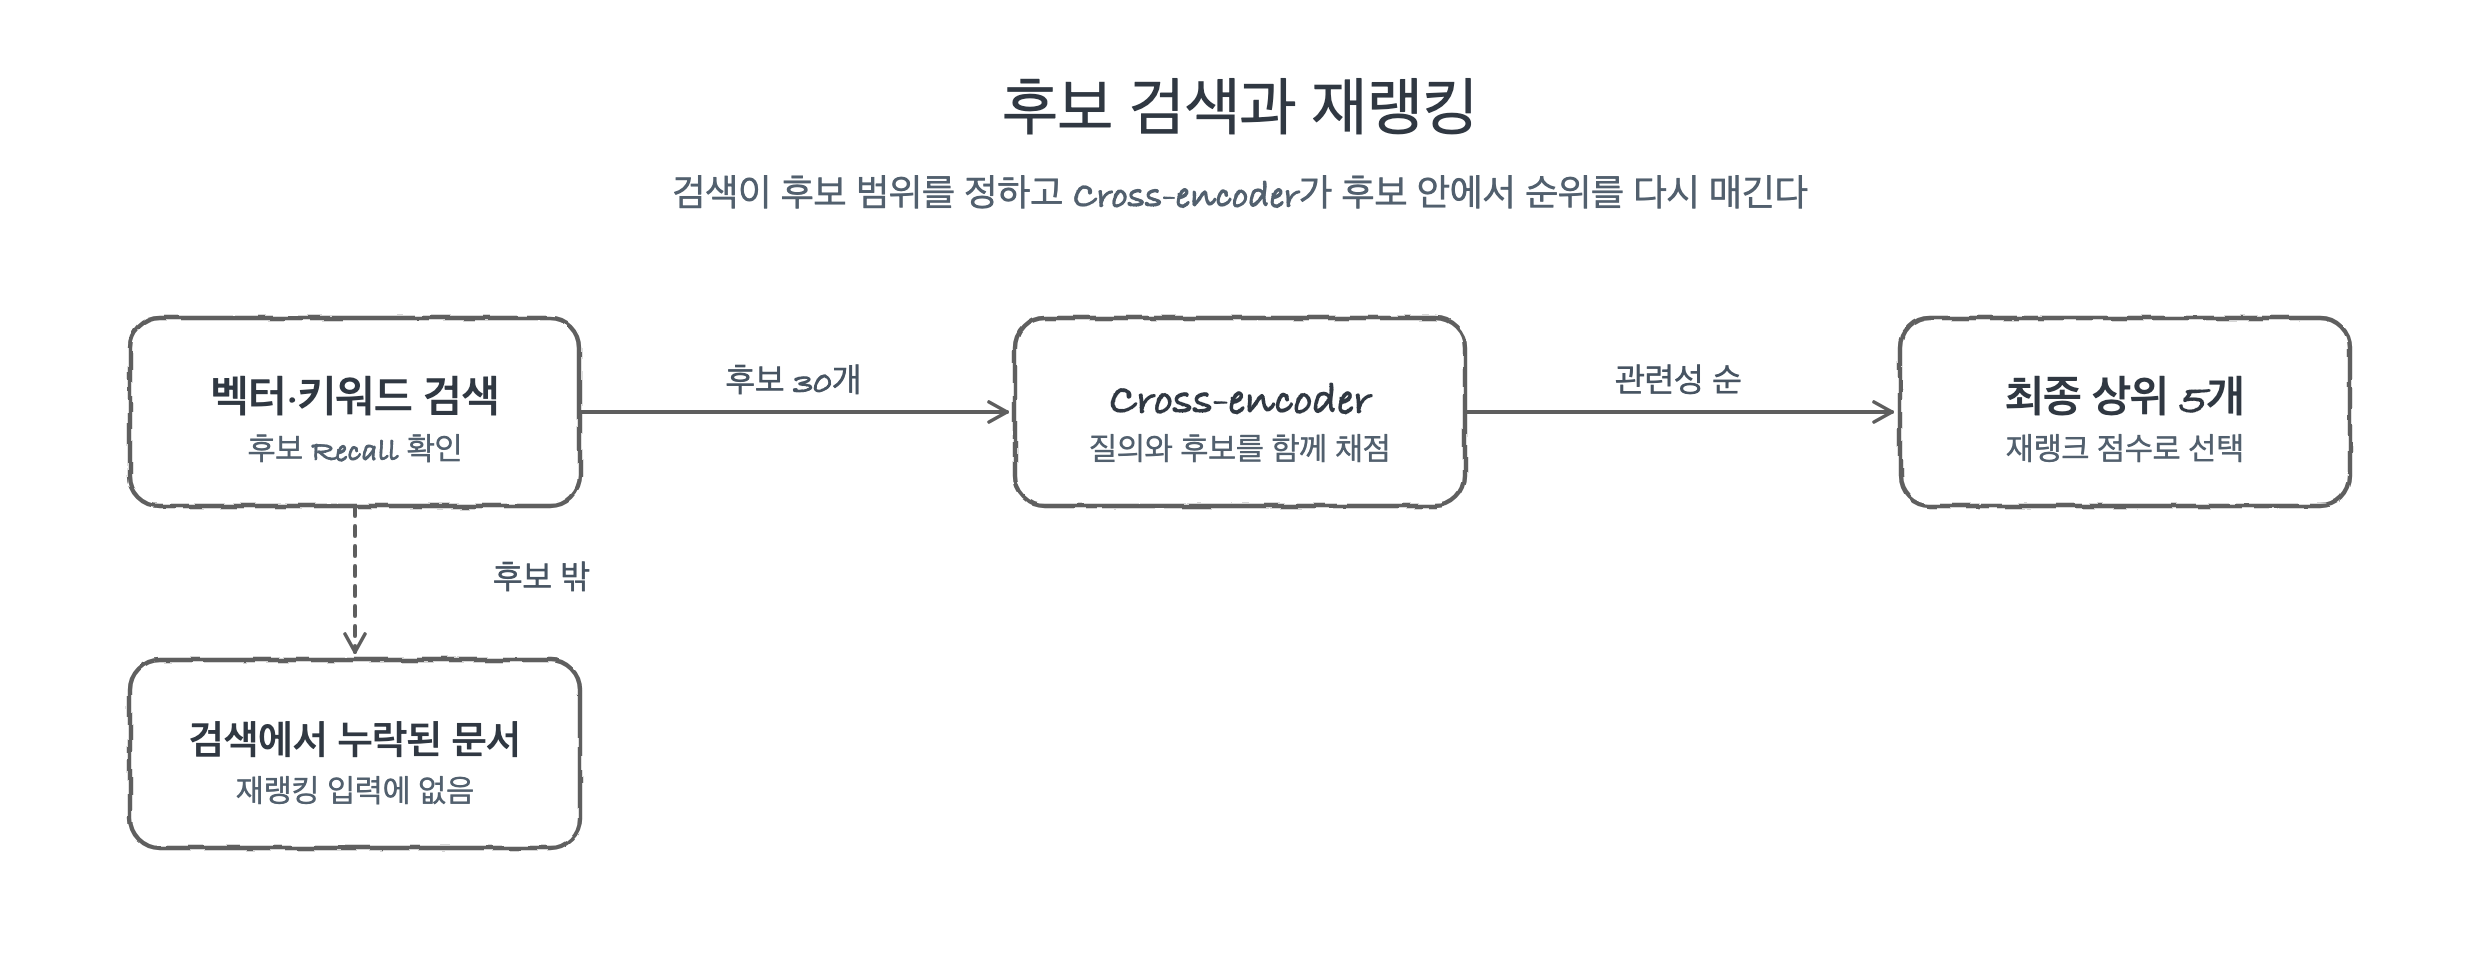 후보 검색과 재랭킹
검색이 후보 범위를 정하고 Cross-encoder가 후보 안에서 순위를 다시 매긴다
벡터·키워드 검색
후보 Recall 확인
후보 30개
Cross-encoder
질의와 후보를 함께 채점
관련성 순
최종 상위 5개
재랭크 점수로 선택
후보 밖
검색에서 누락된 문서
재랭킹 입력에 없음